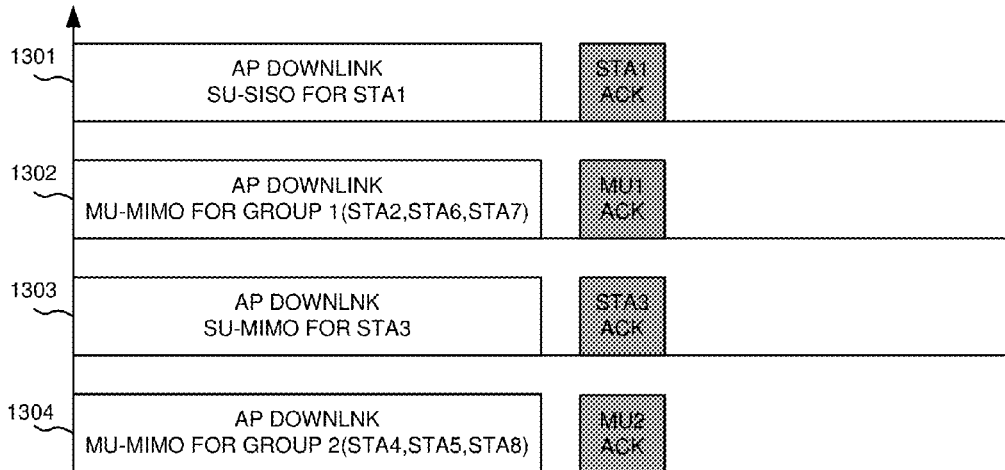 1301
AP DOWNLINK
SU-SISO FOR STA1
STA1
ACK
1302
AP DOWNLINK
MU-MIMO FOR GROUP 1(STA2,STA6,STA7)
MU1
ACK
1303
AP DOWNLNK
SU-MIMO FOR STA3
STA3
ACK
1304
AP DOWNLNK
MU-MIMO FOR GROUP 2(STA4,STA5,STA8)
MU2
ACK